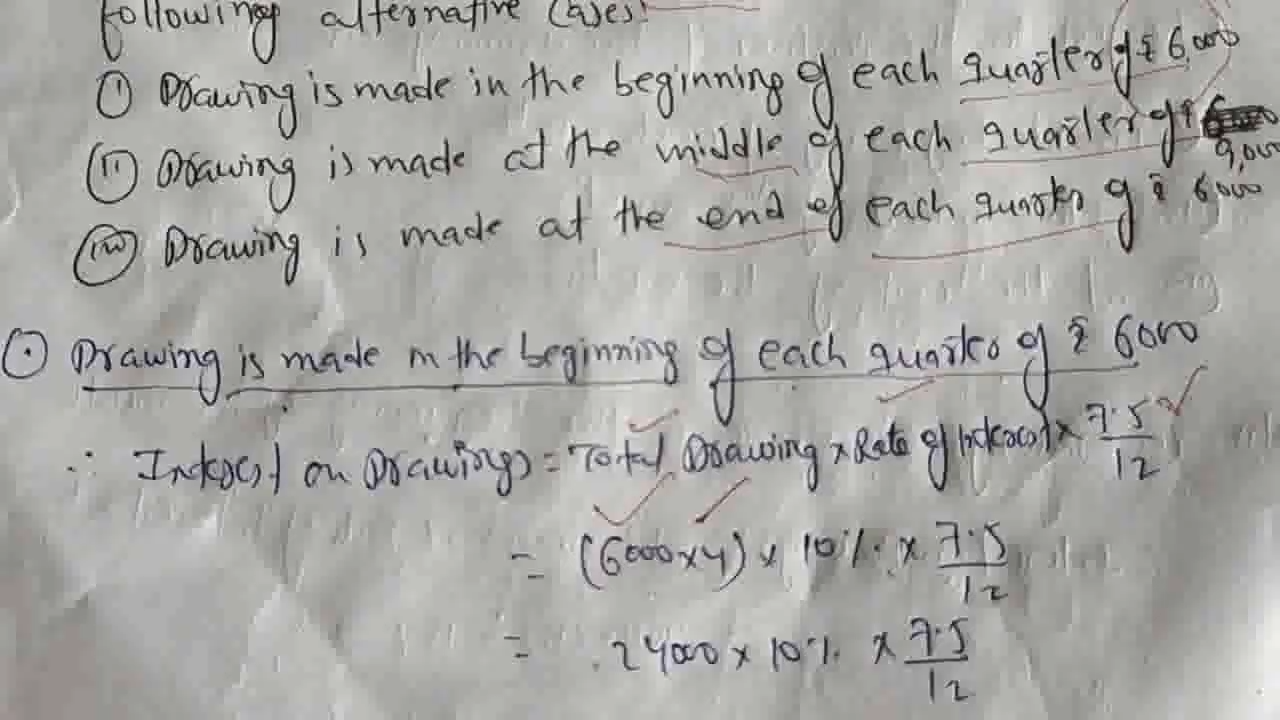 following alternative Cases:
(i) Drawing is made in the beginning of each quarter of ₹ 6,000
(ii) Drawing is made at the middle of each quarter of ₹
9,000
(iii) Drawing is made at the end of each quarter of ₹ 6000
Drawing is made in the beginning of each quarter of ₹ 6000
∴ Interest on Drawings = Total Drawing × Rate of Interest × 7.5/12
= (6000×4) × 10% × 7.5/12
= 24000 × 10% × 7.5/12